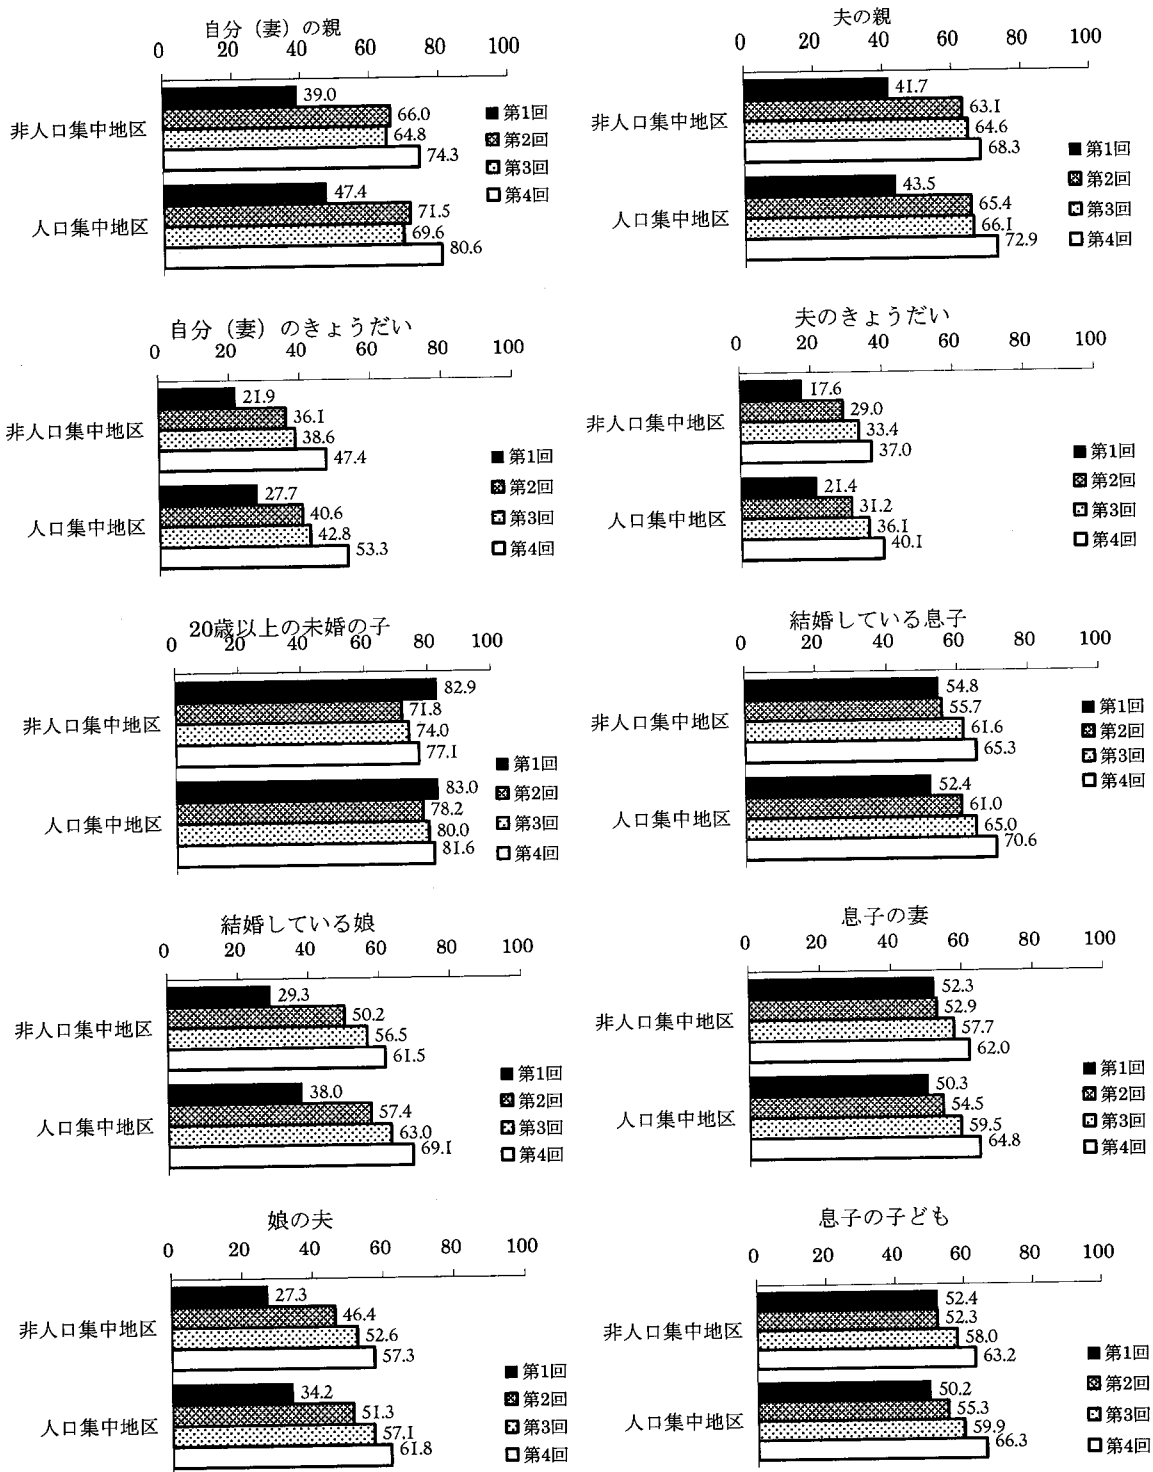 自分（妻）の親
0 20 40 60 80 100
非人口集中地区
39.0
66.0
64.8
74.3
人口集中地区
47.4
71.5
69.6
80.6
第1回
第2回
第3回
第4回
夫の親
0 20 40 60 80 100
非人口集中地区
41.7
63.1
64.6
68.3
人口集中地区
43.5
65.4
66.1
72.9
第1回
第2回
第3回
第4回
自分（妻）のきょうだい
0 20 40 60 80 100
非人口集中地区
21.9
36.1
38.6
47.4
人口集中地区
27.7
40.6
42.8
53.3
第1回
第2回
第3回
第4回
夫のきょうだい
0 20 40 60 80 100
非人口集中地区
17.6
29.0
33.4
37.0
人口集中地区
21.4
31.2
36.1
40.1
第1回
第2回
第3回
第4回
20歳以上の未婚の子
0 20 40 60 80 100
非人口集中地区
82.9
71.8
74.0
77.1
人口集中地区
83.0
78.2
80.0
81.6
第1回
第2回
第3回
第4回
結婚している息子
0 20 40 60 80 100
非人口集中地区
54.8
55.7
61.6
65.3
人口集中地区
52.4
61.0
65.0
70.6
第1回
第2回
第3回
第4回
結婚している娘
0 20 40 60 80 100
非人口集中地区
29.3
50.2
56.5
61.5
人口集中地区
38.0
57.4
63.0
69.1
第1回
第2回
第3回
第4回
息子の妻
0 20 40 60 80 100
非人口集中地区
52.3
52.9
57.7
62.0
人口集中地区
50.3
54.5
59.5
64.8
第1回
第2回
第3回
第4回
娘の夫
0 20 40 60 80 100
非人口集中地区
27.3
46.4
52.6
57.3
人口集中地区
34.2
51.3
57.1
61.8
第1回
第2回
第3回
第4回
息子の子ども
0 20 40 60 80 100
非人口集中地区
52.4
52.3
58.0
63.2
人口集中地区
50.2
55.3
59.9
66.3
第1回
第2回
第3回
第4回